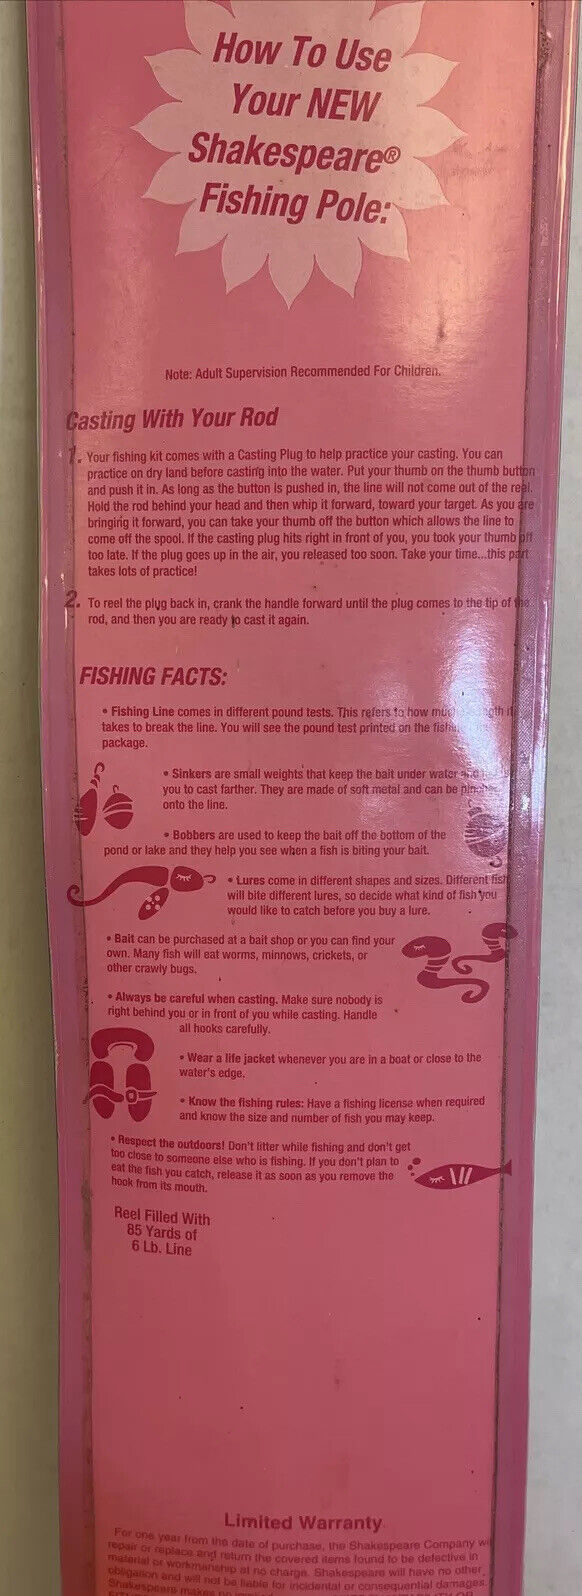 How To Use
Your NEW
Shakespeare®
Fishing Pole:
Note: Adult Supervision Recommended For Children.
Casting With Your Rod
1. Your fishing kit comes with a Casting Plug to help practice your casting. You can
practice on dry land before casting into the water. Put your thumb on the thumb button
and push it in. As long as the button is pushed in, the line will not come out of the reel.
Hold the rod behind your head and then whip it forward, toward your target. As you are
bringing it forward, you can take your thumb off the button which allows the line to
come off the spool. If the casting plug hits right in front of you, you took your thumb off
too late. If the plug goes up in the air, you released too soon. Take your time...this part
takes lots of practice!
2. To reel the plug back in, crank the handle forward until the plug comes to the tip of the
rod, and then you are ready to cast it again.
FISHING FACTS:
• Fishing Line comes in different pound tests. This refers to how much it
takes to break the line. You will see the pound test printed on the
package.
• Sinkers are small weights that keep the bait under water
you to cast farther. They are made of soft metal and can be
onto the line.
• Bobbers are used to keep the bait off the bottom of the
pond or lake and they help you see when a fish is biting your bait.
• Lures come in different shapes and sizes. Different fish
will bite different lures, so decide what kind of fish you
would like to catch before you buy a lure.
• Bait can be purchased at a bait shop or you can find your
own. Many fish will eat worms, minnows, crickets, or
other crawly bugs.
• Always be careful when casting. Make sure nobody is
right behind you or in front of you while casting. Handle
all hooks carefully.
• Wear a life jacket whenever you are in a boat or close to the
water's edge.
• Know the fishing rules: Have a fishing license when required
and know the size and number of fish you may keep.
• Respect the outdoors! Don't litter while fishing and don't get
too close to someone else who is fishing. If you don't plan to
eat the fish you catch, release it as soon as you remove the
hook from its mouth.
Reel Filled With
85 Yards of
6 Lb. Line
Limited Warranty
For one year from the date of purchase, the Shakespeare Company
repair or replace and return the covered items found to be defective in
material or workmanship at no charge. Shakespeare will have no other
obligation and will not be liable for incidental or consequential damages.
Shakespeare makes no